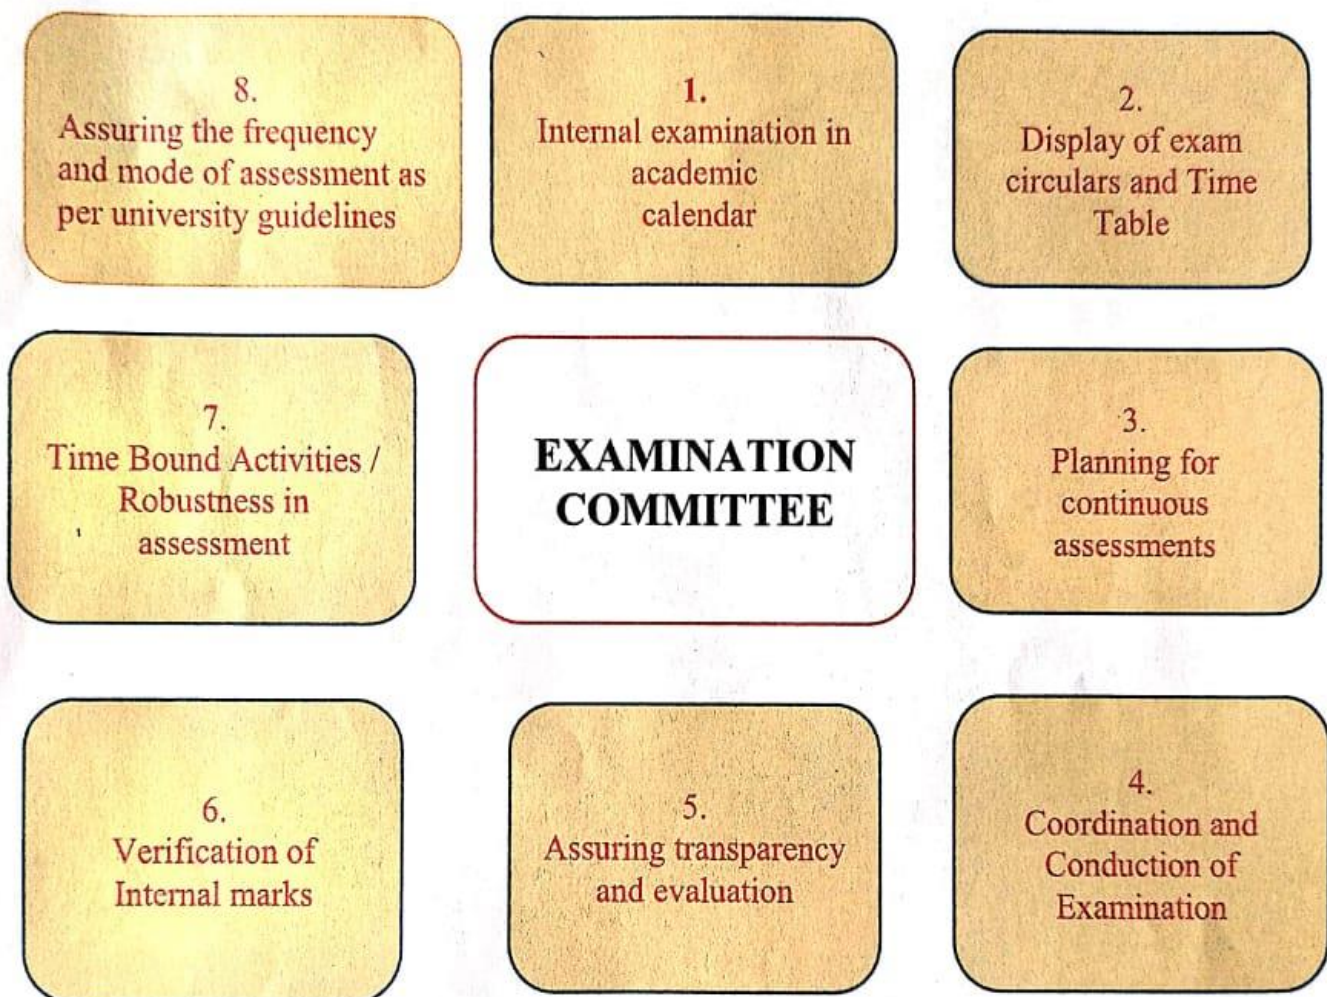 8.
Assuring the frequency
and mode of assessment as
per university guidelines
1.
Internal examination in
academic
calendar
2.
Display of exam
circulars and Time
Table
7.
Time Bound Activities /
Robustness in
assessment
EXAMINATION
COMMITTEE
3.
Planning for
continuous
assessments
6.
Verification of
Internal marks
5.
Assuring transparency
and evaluation
4.
Coordination and
Conduction of
Examination